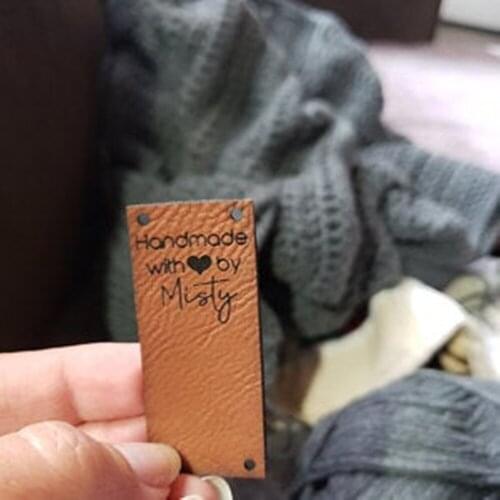 Handmade
with ♥ by
Misty